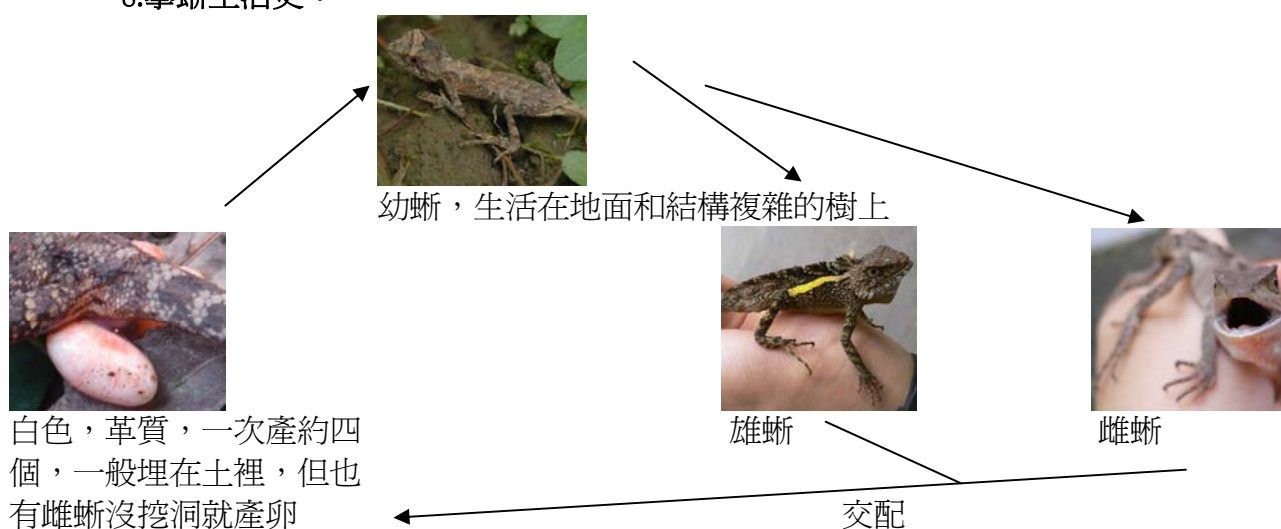 幼蜥，生活在地面和結構複雜的樹上
白色，革質，一次產約四
個，一般埋在土裡，但也
有雌蜥沒挖洞就產卵
雄蜥
雌蜥
交配